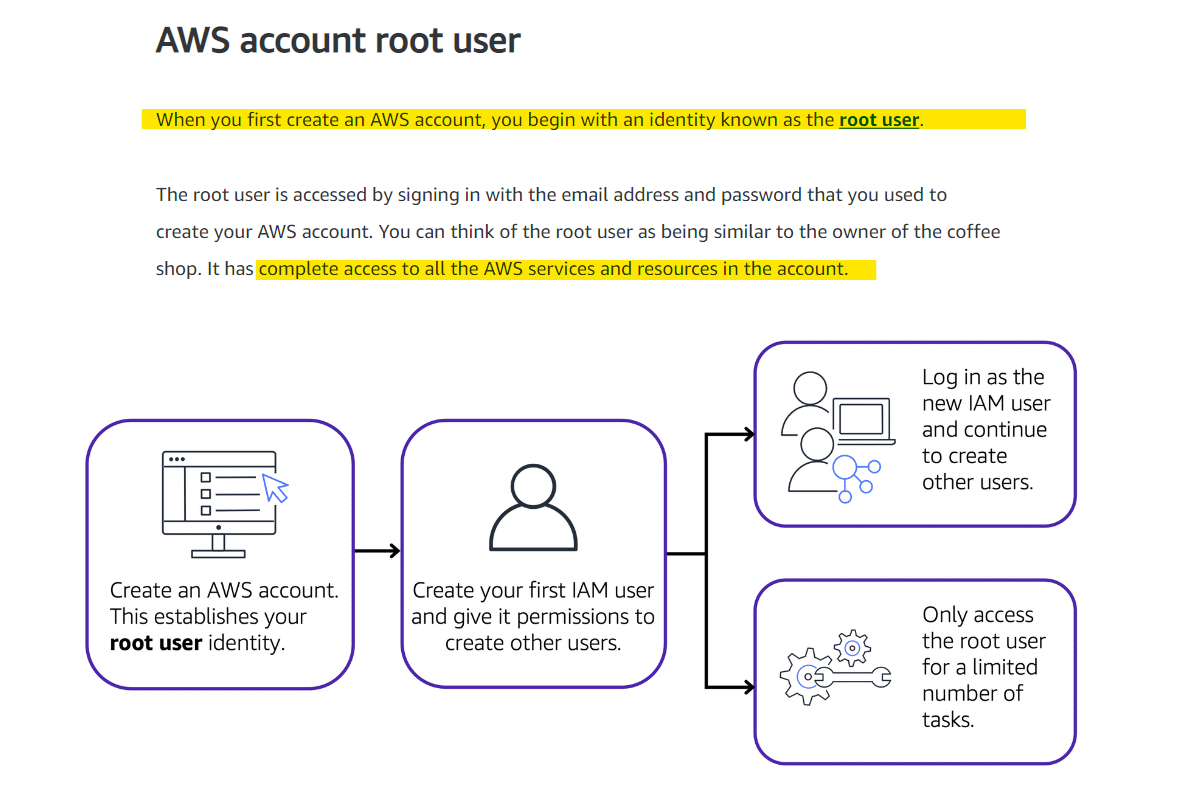 AWS account root user
When you first create an AWS account, you begin with an identity known as the root user.
The root user is accessed by signing in with the email address and password that you used to
create your AWS account. You can think of the root user as being similar to the owner of the coffee
shop. It has complete access to all the AWS services and resources in the account.
Create an AWS account.
This establishes your
root user identity.
Create your first IAM user
and give it permissions to
create other users.
Log in as the
new IAM user
and continue
to create
other users.
Only access
the root user
for a limited
number of
tasks.